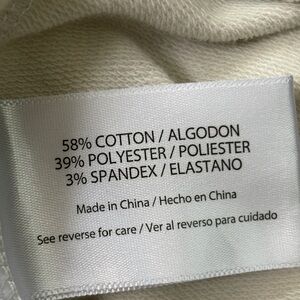 58% COTTON / ALGODON
39% POLYESTER / POLIESTER
3% SPANDEX / ELASTANO
Made in China / Hecho en China
See reverse for care / Ver al reverso para cuidado